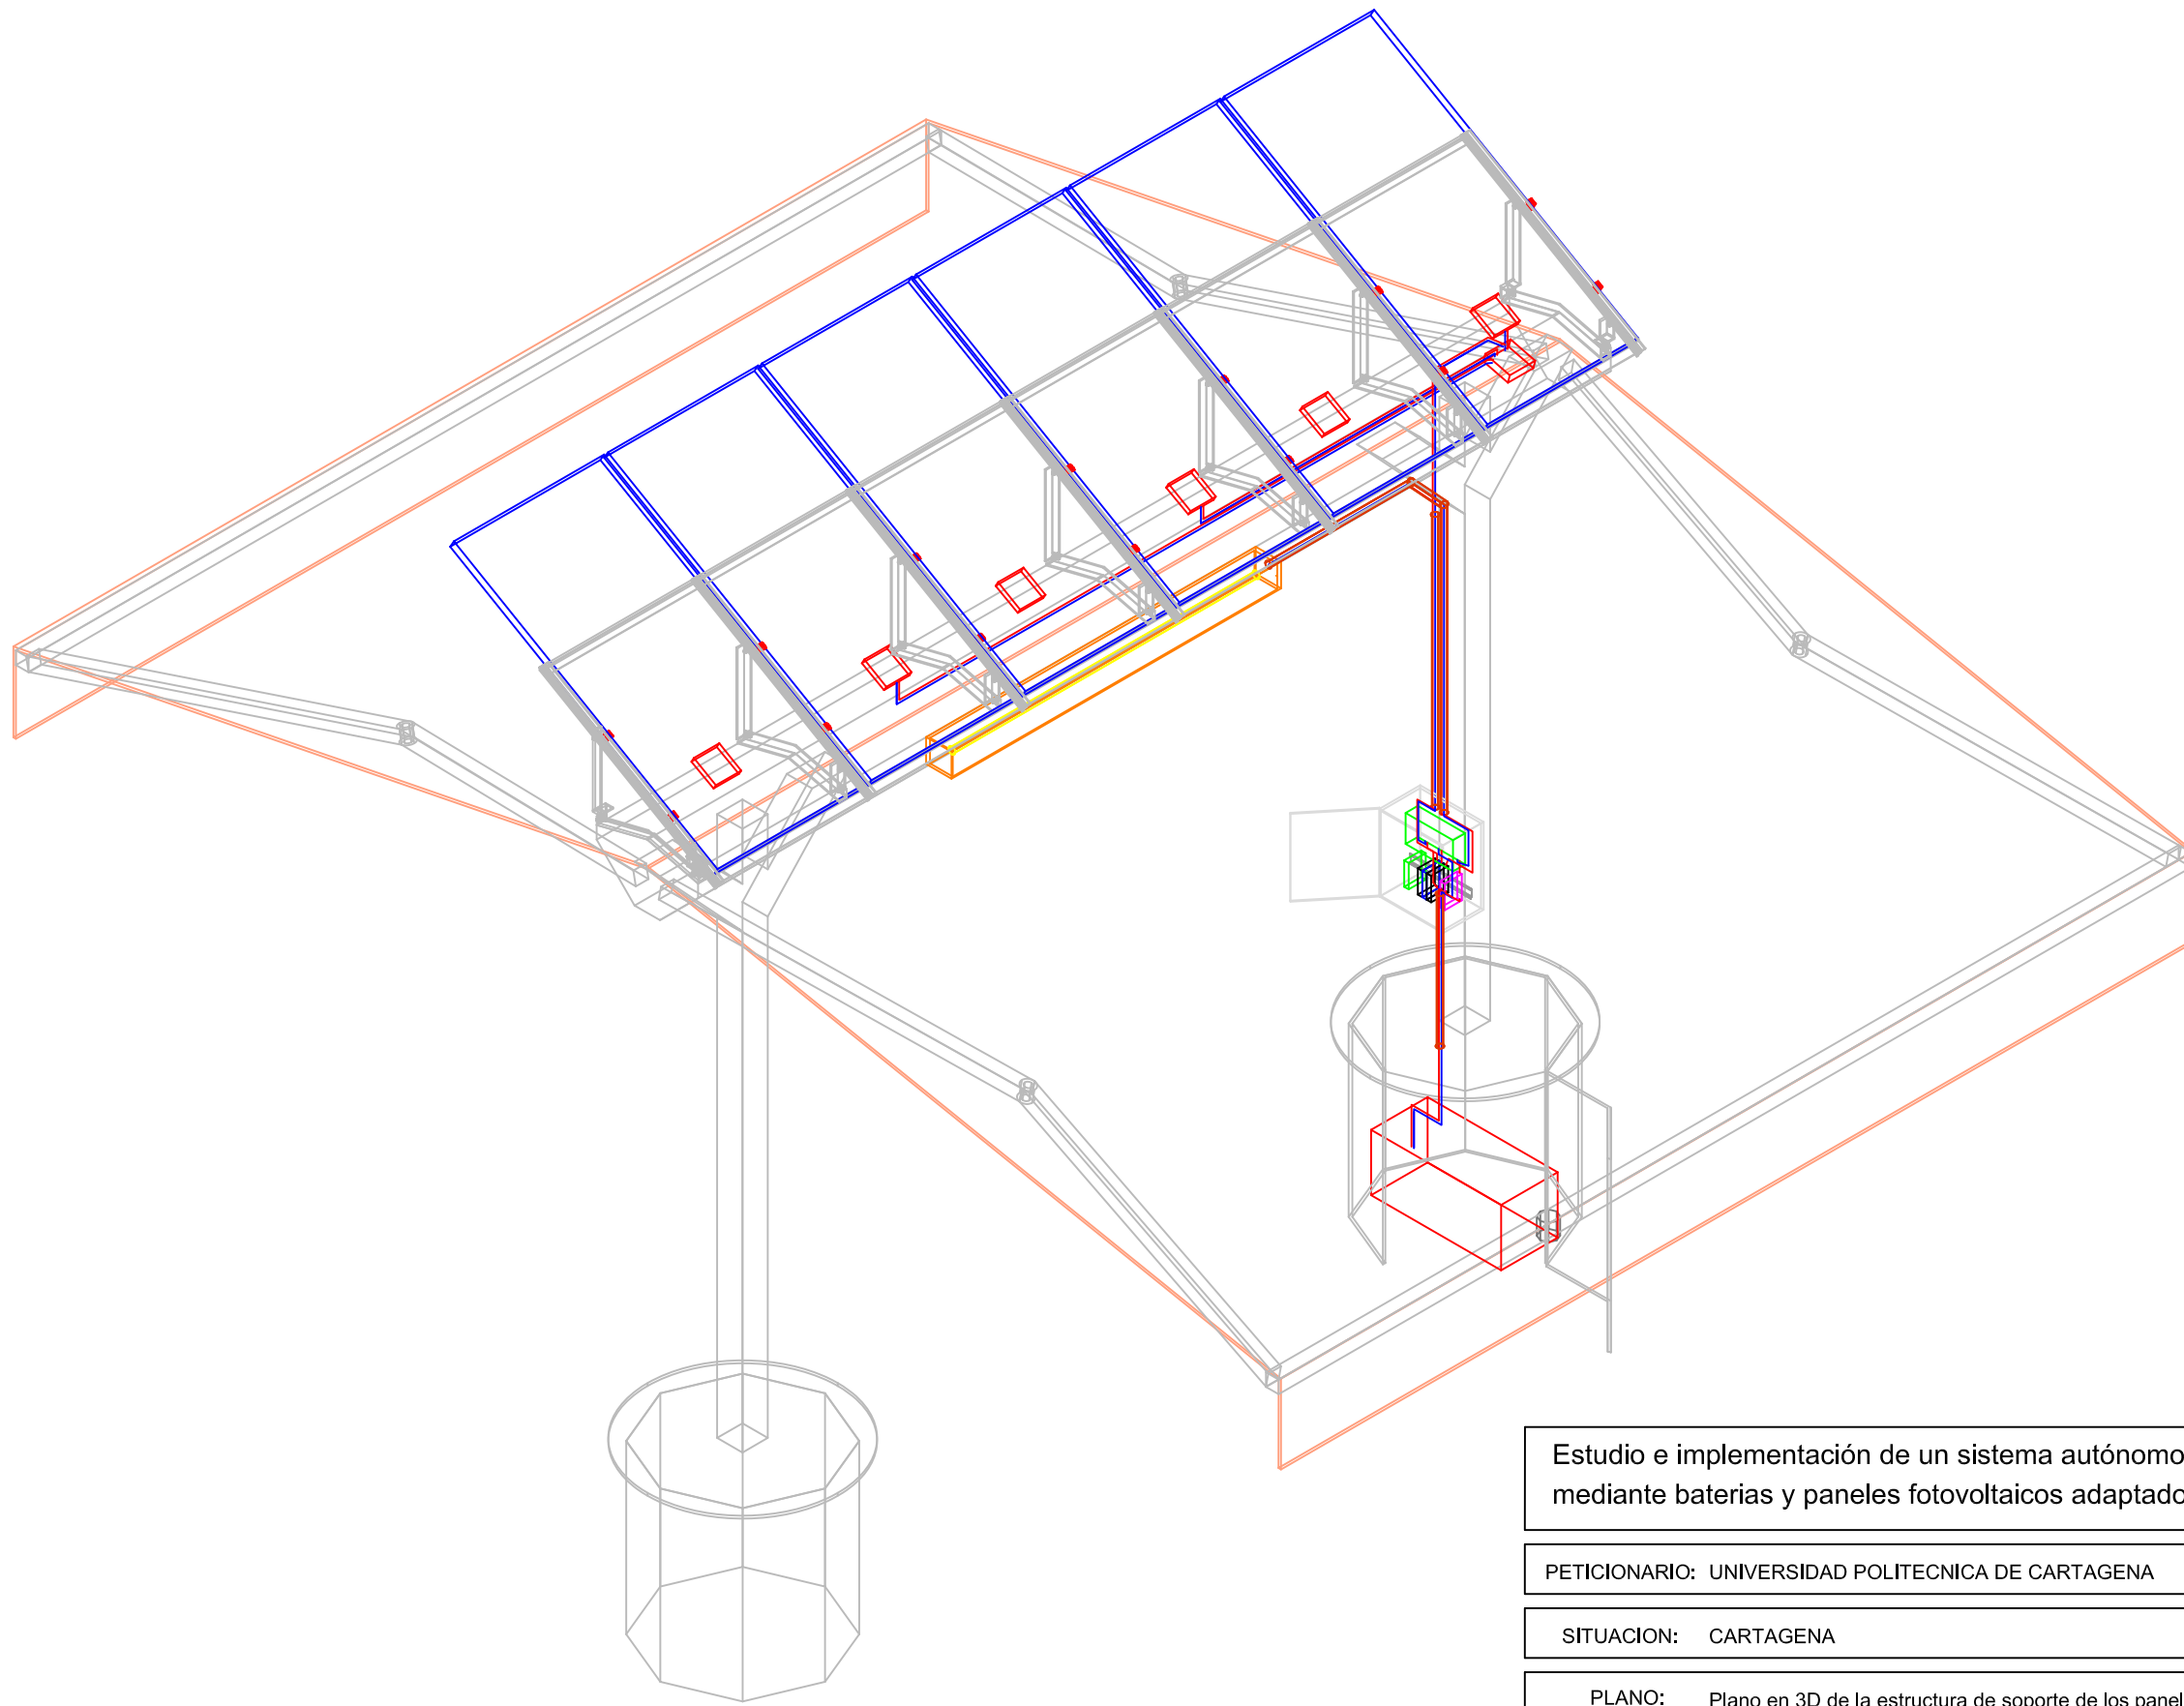 Estudio e implementación de un sistema autónomo
mediante baterias y paneles fotovoltaicos adaptado
PETICIONARIO: UNIVERSIDAD POLITECNICA DE CARTAGENA
SITUACION: CARTAGENA
PLANO: Plano en 3D de la estructura de soporte de los panel